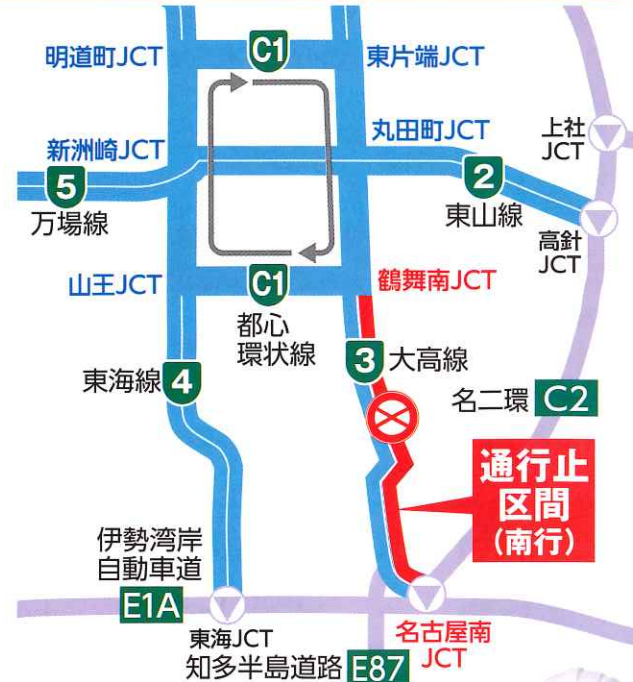 明道町JCT
C1
東片端JCT
新洲崎JCT
丸田町JCT
上社
JCT
5
万場線
2
東山線
高針
JCT
山王JCT
C1
都心
環状線
鶴舞南JCT
東海線
4
3
大高線
名二環
C2
通行止
区間
(南行)
伊勢湾岸
自動車道
E1A
東海JCT
名古屋南
JCT
知多半島道路
E87